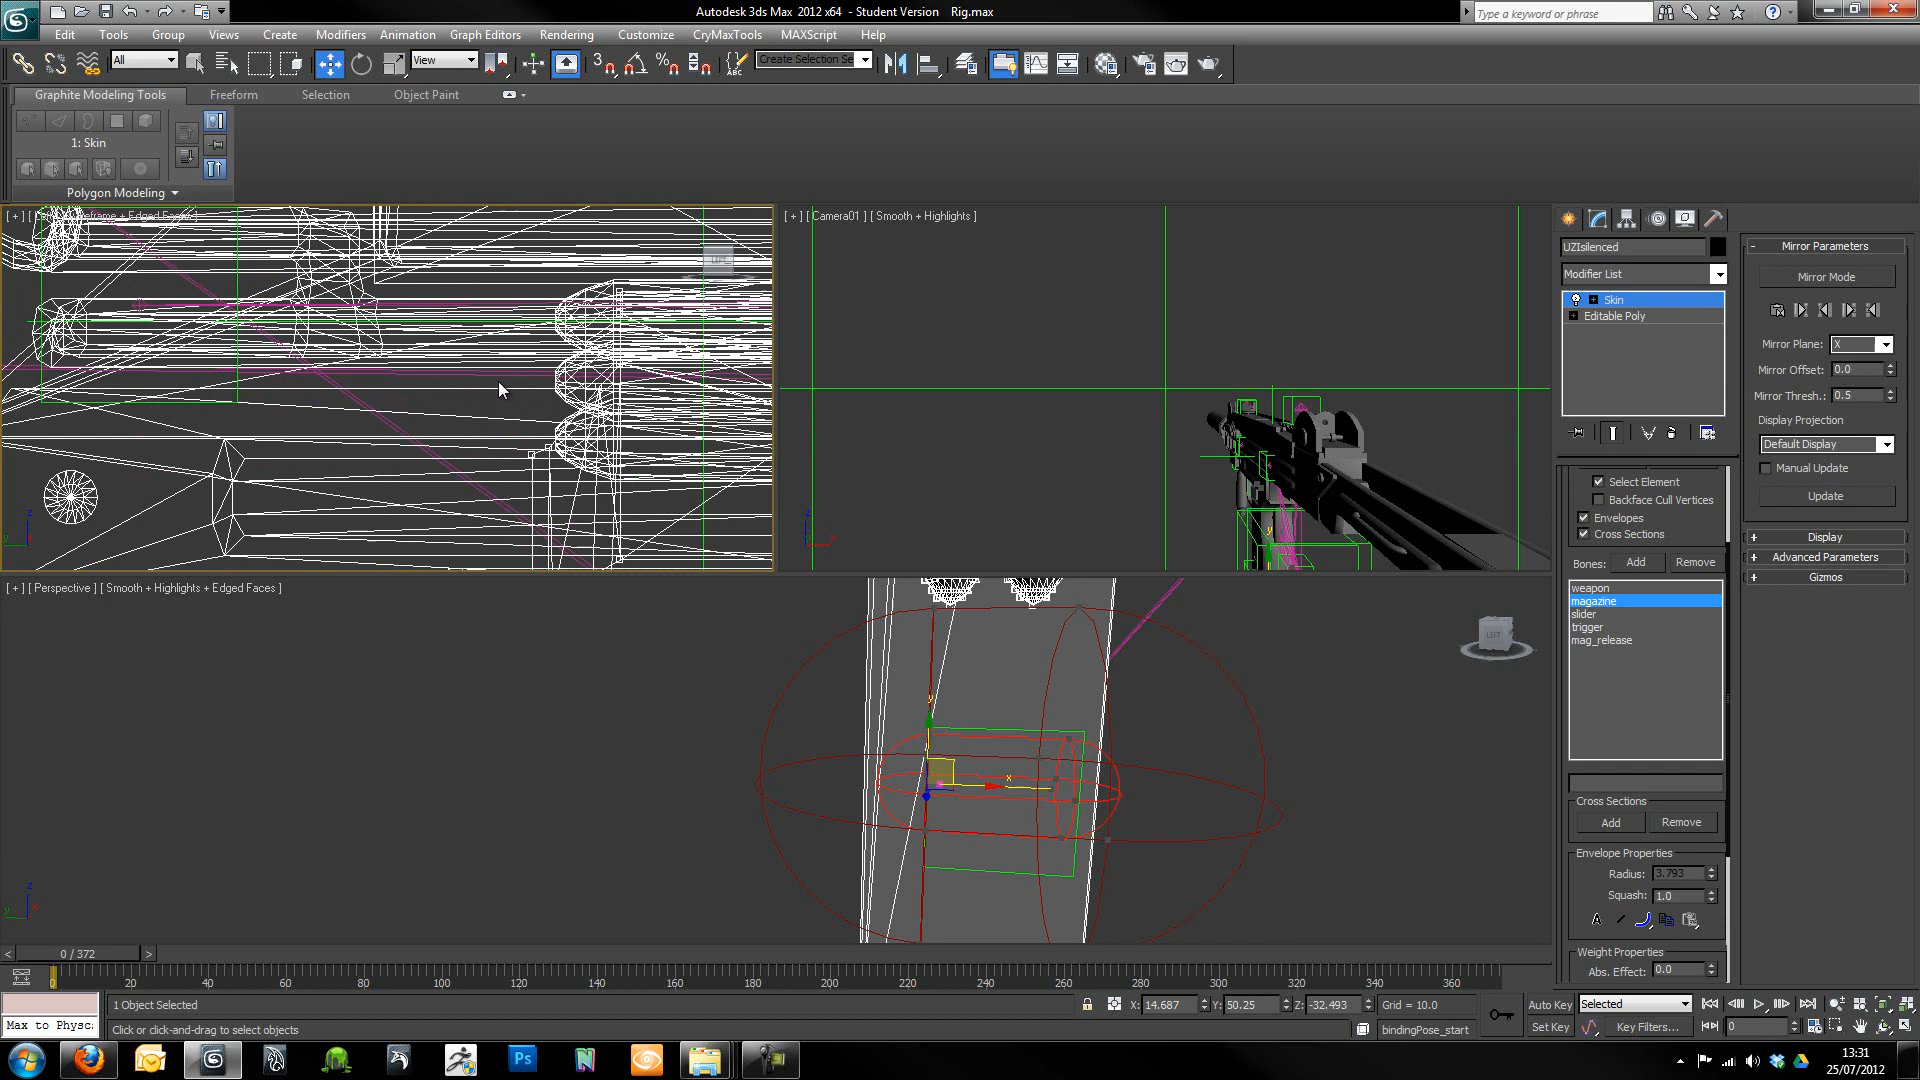 Autodesk 3ds Max 2012 x64 - Student Version Rig.max
Type a keyword or phrase
Edit Tools Group Views Create Modifiers Animation Graph Editors Rendering Customize CryMaxTools MAXScript Help
All
View
3
Create Selection Se
Graphite Modeling Tools Freeform Selection Object Paint
1: Skin
Polygon Modeling
[ + ] [ Camera01 ] [ Smooth + Highlights ]
LEFT
[ + ] [ Perspective ] [ Smooth + Highlights + Edged Faces ]
LEFT
UZIsilenced
Modifier List
Skin
Editable Poly
Select Element
Backface Cull Vertices
Envelopes
Cross Sections
Bones: Add Remove
weapon
magazine
slider
trigger
mag_release
Cross Sections
Add Remove
Envelope Properties
Radius: 3.793
Squash: 1.0
Weight Properties
Abs. Effect: 0.0
Mirror Parameters
Mirror Mode
Mirror Plane: X
Mirror Offset: 0.0
Mirror Thresh.: 0.5
Display Projection
Default Display
Manual Update
Update
Display
Advanced Parameters
Gizmos
0 / 372
0 20 40 60 80 100 120 140 160 180 200 220 240 260 280 300 320 340 360
1 Object Selected
X: 14.687 Y: 50.25 Z: -32.493 Grid = 10.0
Auto Key Selected
Max to Physc:
Click or click-and-drag to select objects
bindingPose_start
Set Key Key Filters...
0
Ps
13:31
25/07/2012